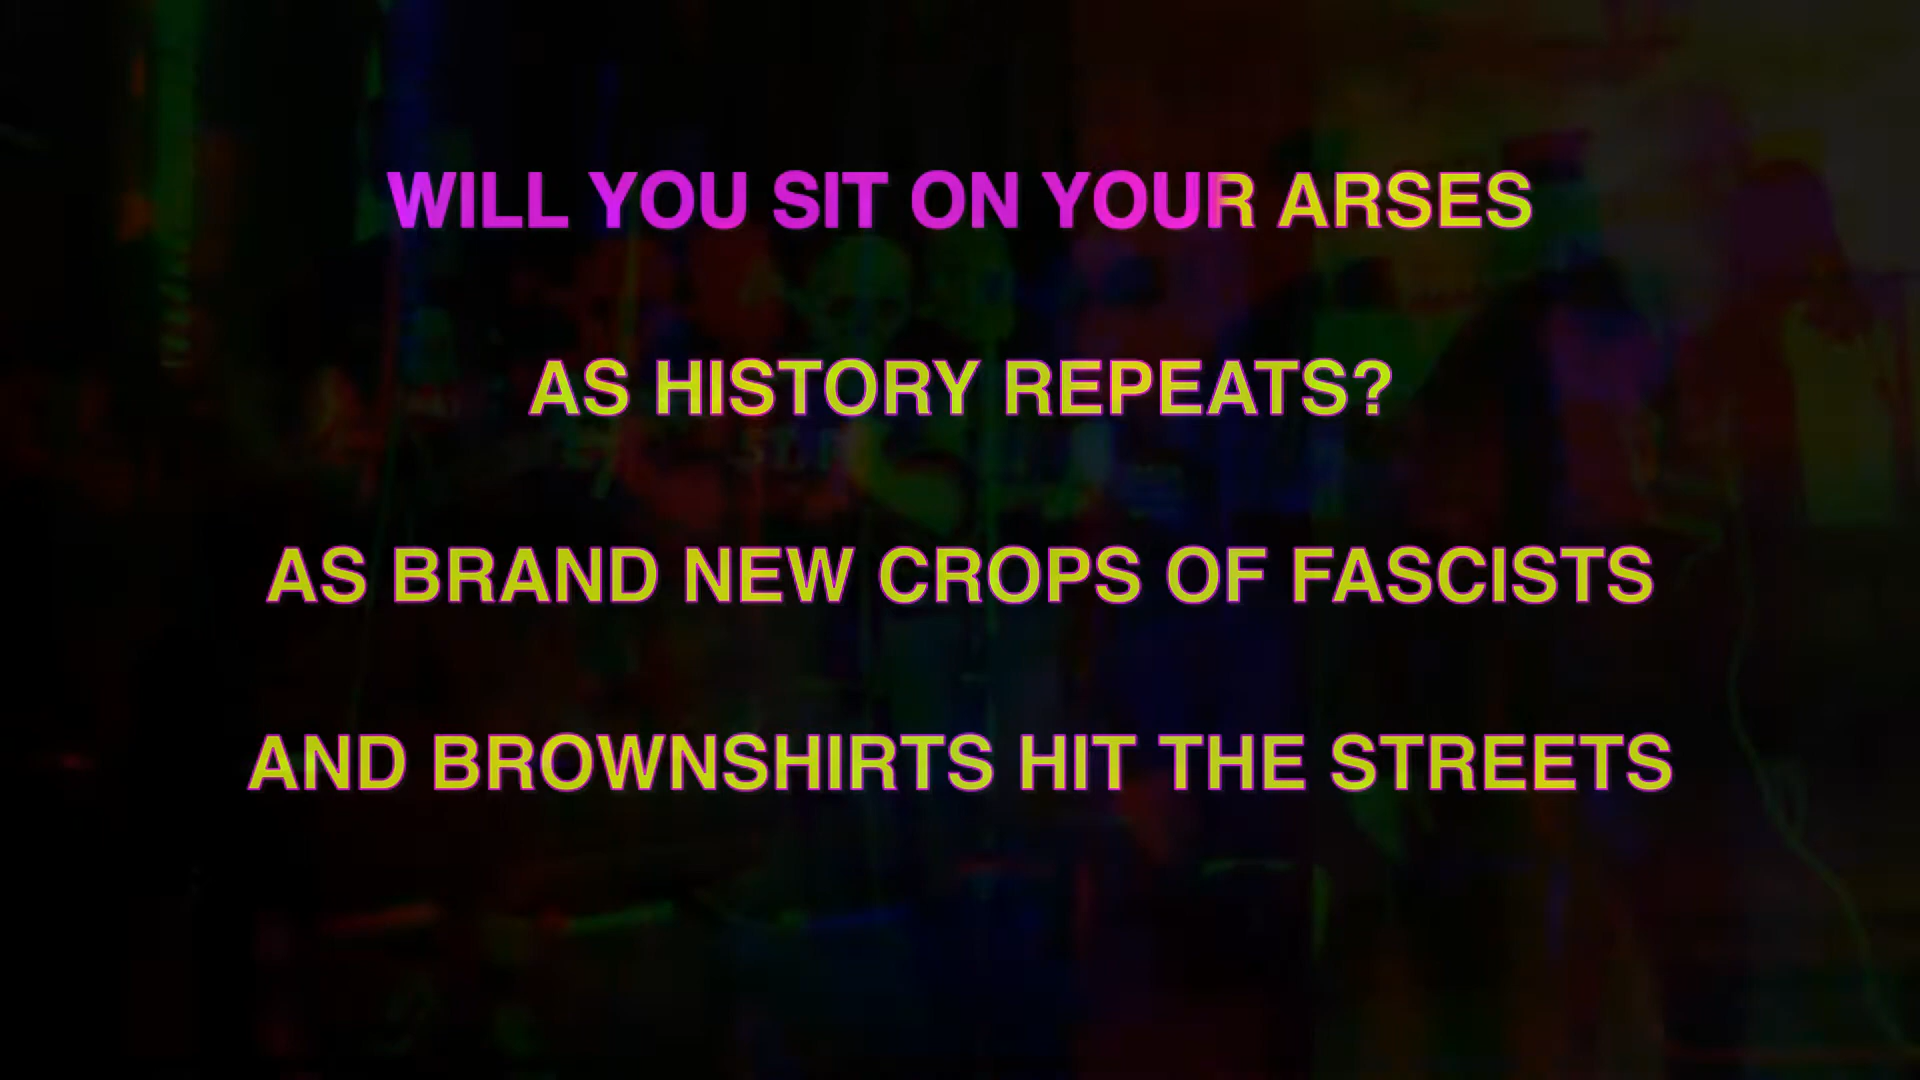 WILL YOU SIT ON YOUR ARSES
AS HISTORY REPEATS?
AS BRAND NEW CROPS OF FASCISTS
AND BROWNSHIRTS HIT THE STREETS